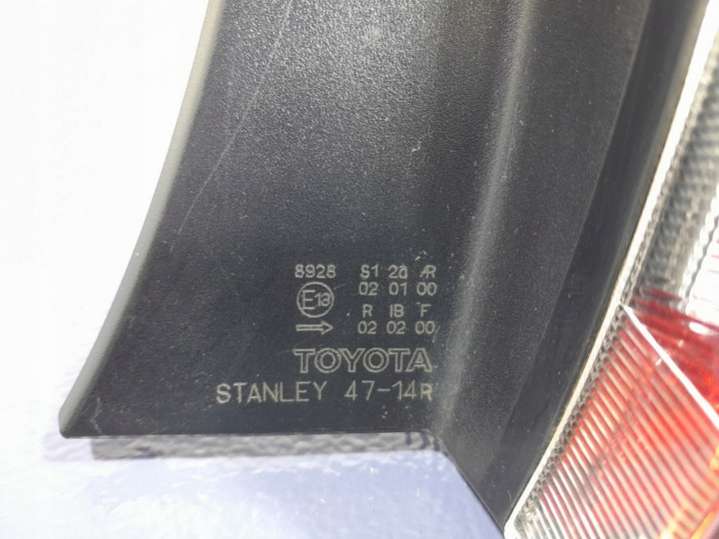 8928 S1 2a AR
02 01 00
E13
R IB F
→ 02 02 00
TOYOTA
STANLEY 47-14R